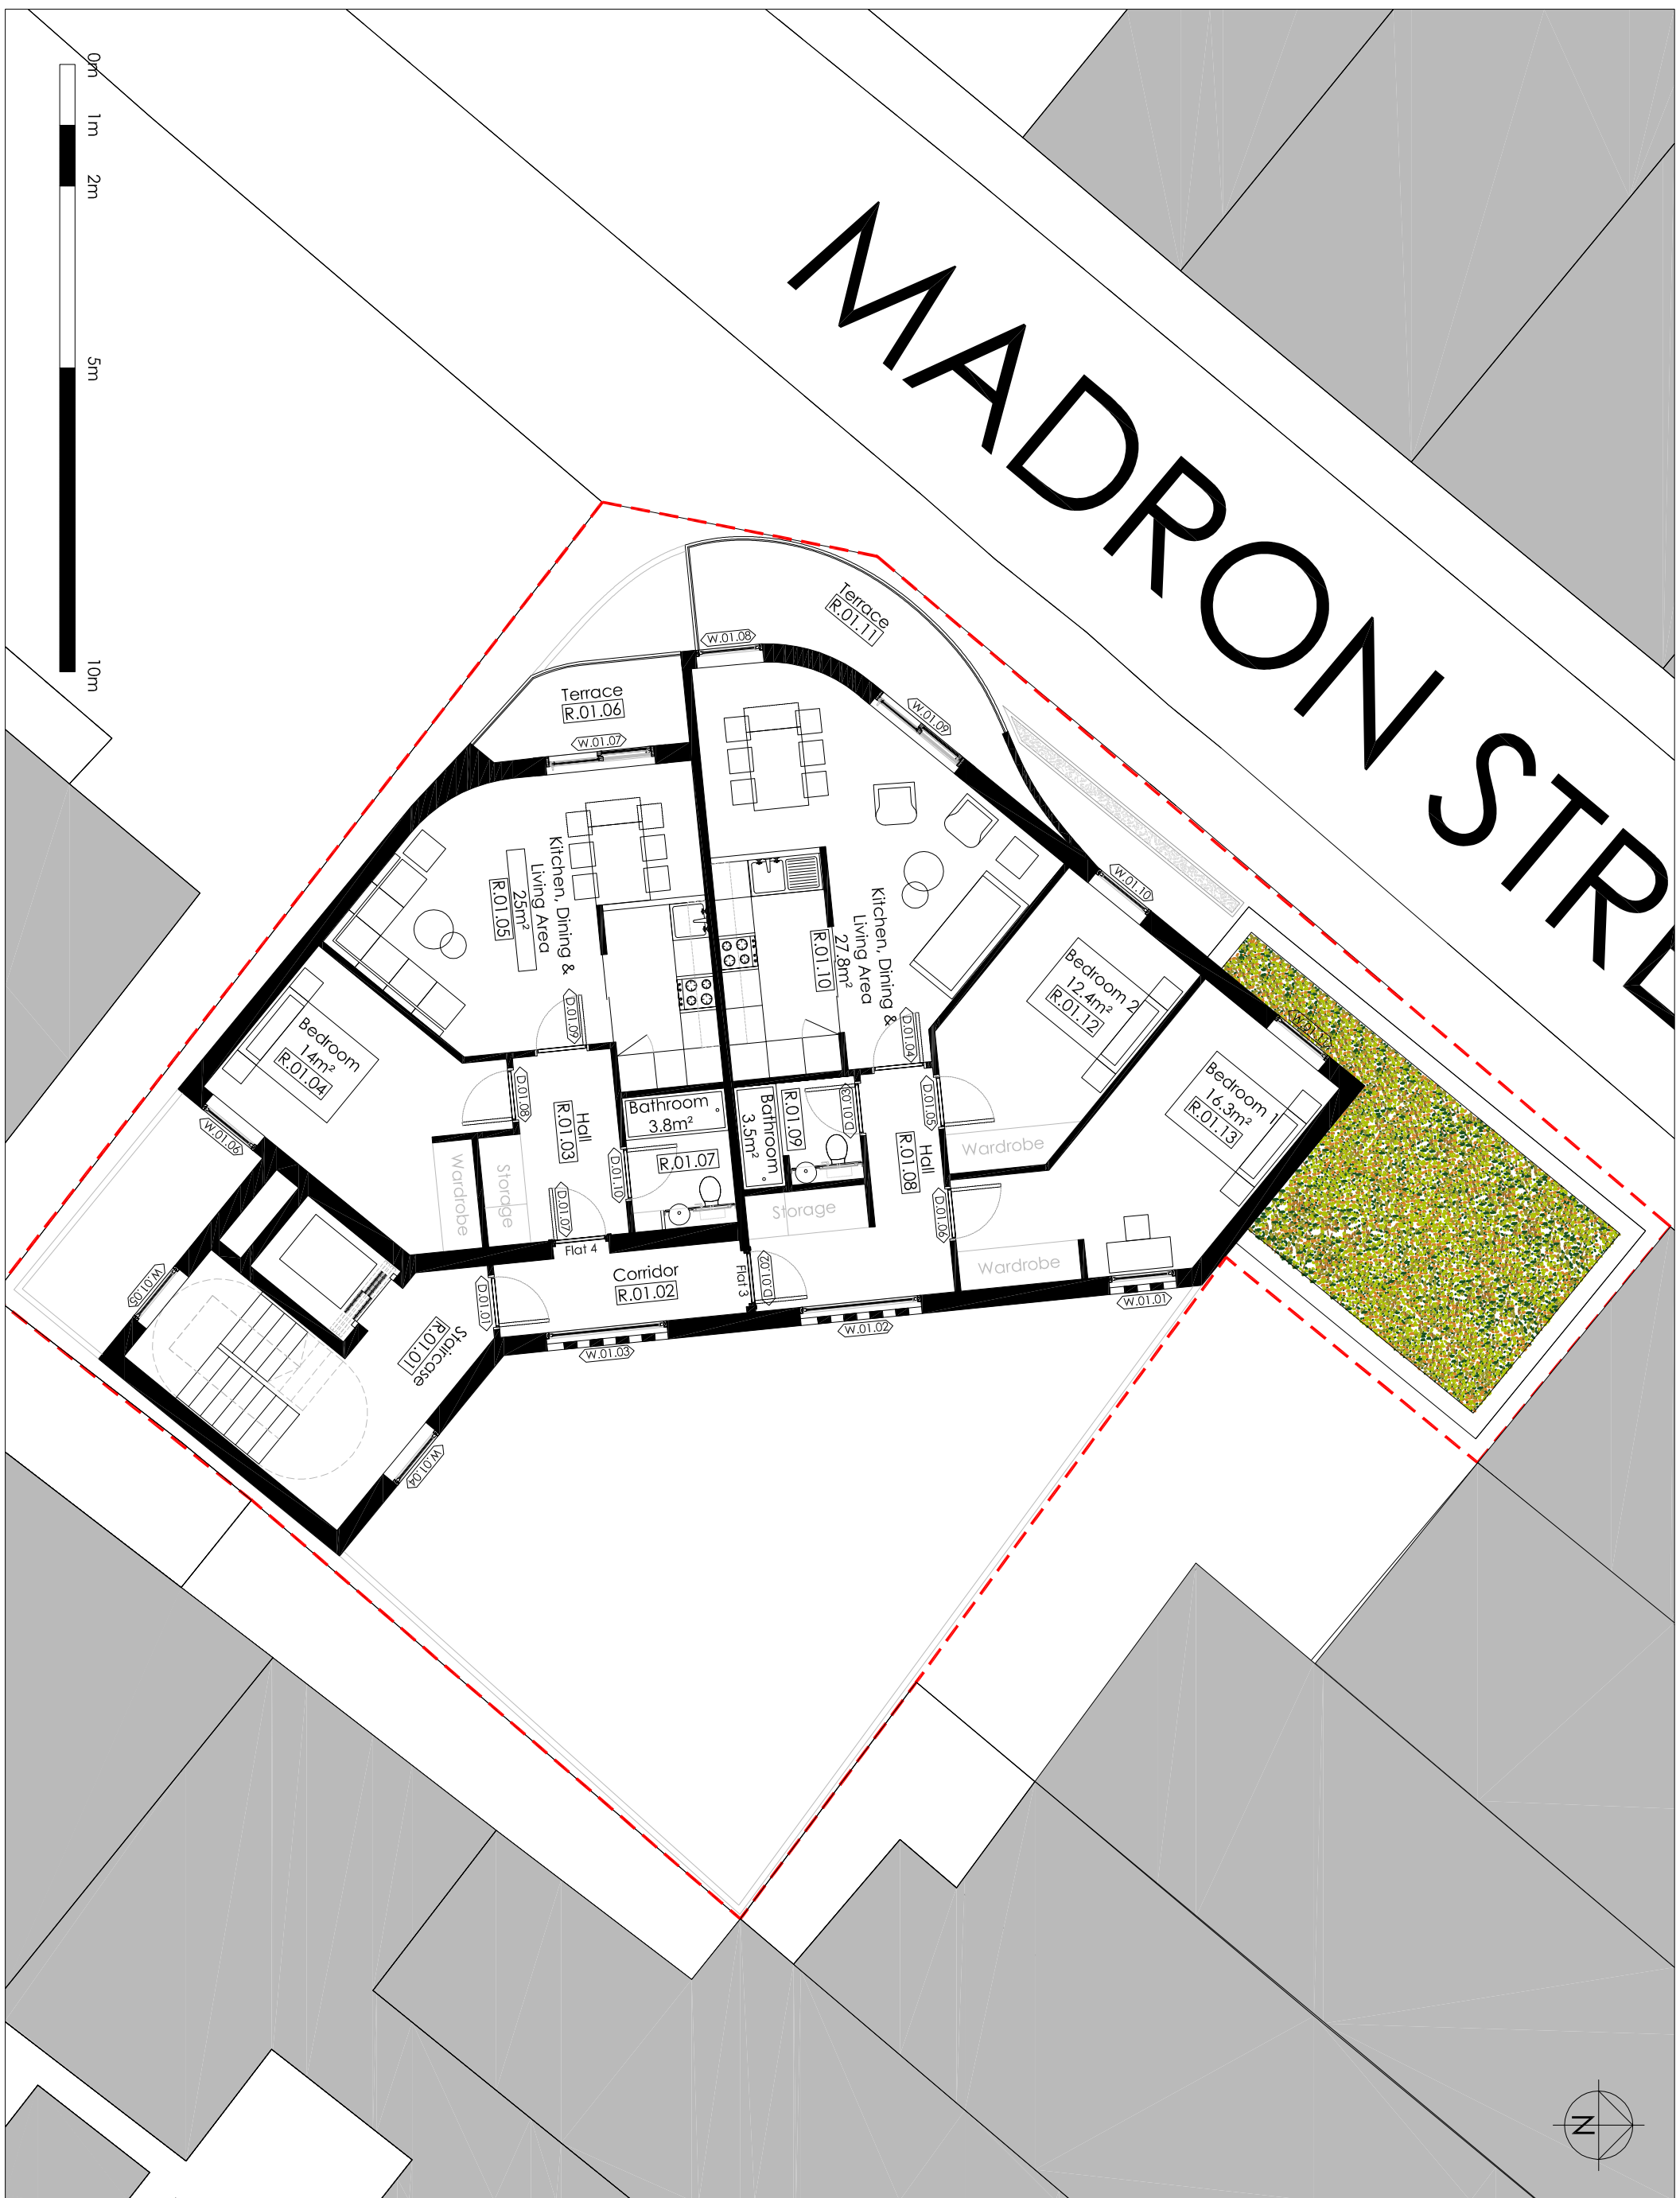 0m
1m
2m
5m
10m
MADRON STRE
Terrace
R.01.11
W.01.08
W.01.09
Terrace
R.01.06
W.01.07
W.01.10
Kitchen, Dining &
Living Area
25m²
R.01.05
Kitchen, Dining &
Living Area
27.8m²
R.01.10
Bedroom 2
12.4m²
R.01.12
Bedroom 1
16.3m²
R.01.13
Bedroom
14m²
R.01.04
D.01.09
D.01.04
D.01.08
D.01.03
D.01.05
Bathroom
3.8m²
R.01.07
Bathroom
3.5m²
R.01.09
Hall
R.01.03
Hall
R.01.08
W.01.06
Wardrobe
Storage
D.01.10
D.01.07
Storage
D.01.06
Wardrobe
Wardrobe
Flat 4
Flat 3
D.01.02
Corridor
R.01.02
D.01.01
W.01.05
Staircase
R.01.01
W.01.03
W.01.02
W.01.01
W.01.04
N